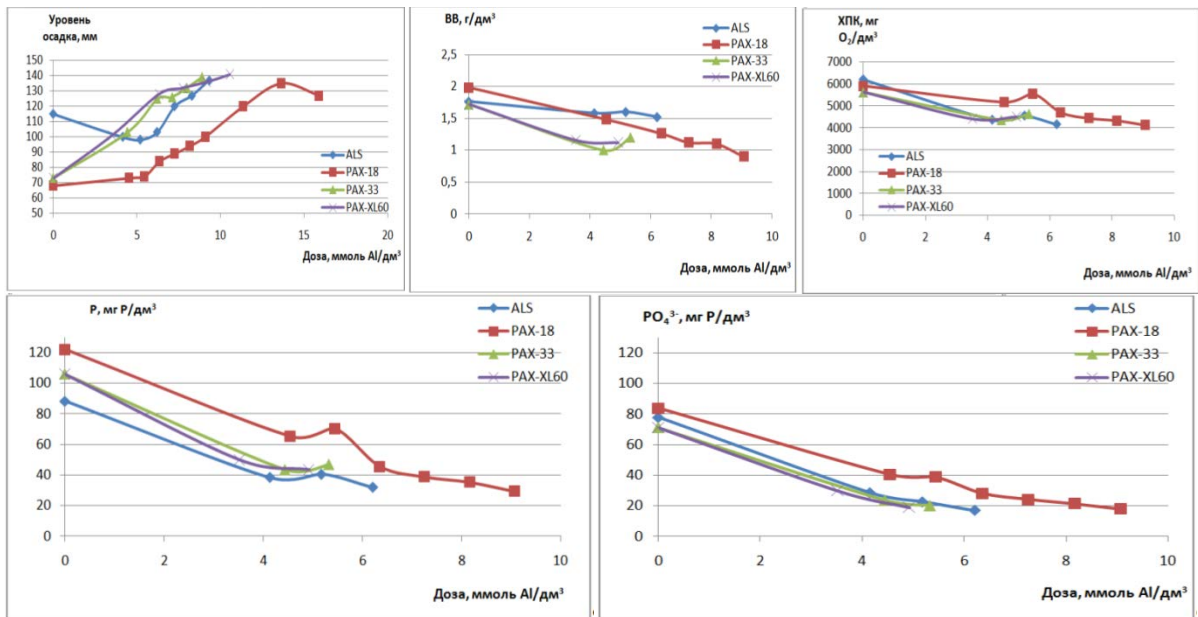 Уровень
осадка, мм
140
130
120
110
100
90
80
70
60
50
0
5
10
15
20
ALS
PAX-18
PAX-33
PAX-XL60
Доза, ммоль Al/дм³
ВВ, г/дм³
2,5
2
1,5
1
0,5
0
0
2
4
6
8
10
ALS
PAX-18
PAX-33
PAX-XL60
Доза, ммоль Al/дм³
ХПК, мг
O₂/дм³
7000
6000
5000
4000
3000
2000
1000
0
0
2
4
6
8
10
ALS
PAX-18
PAX-33
PAX-XL60
Доза, ммоль Al/дм³
P, мг P/дм³
120
100
80
60
40
20
0
0
2
4
6
8
10
ALS
PAX-18
PAX-33
PAX-XL60
Доза, ммоль Al/дм³
PO₄³⁻, мг P/дм³
120
100
80
60
40
20
0
0
2
4
6
8
10
ALS
PAX-18
PAX-33
PAX-XL60
Доза, ммоль Al/дм³